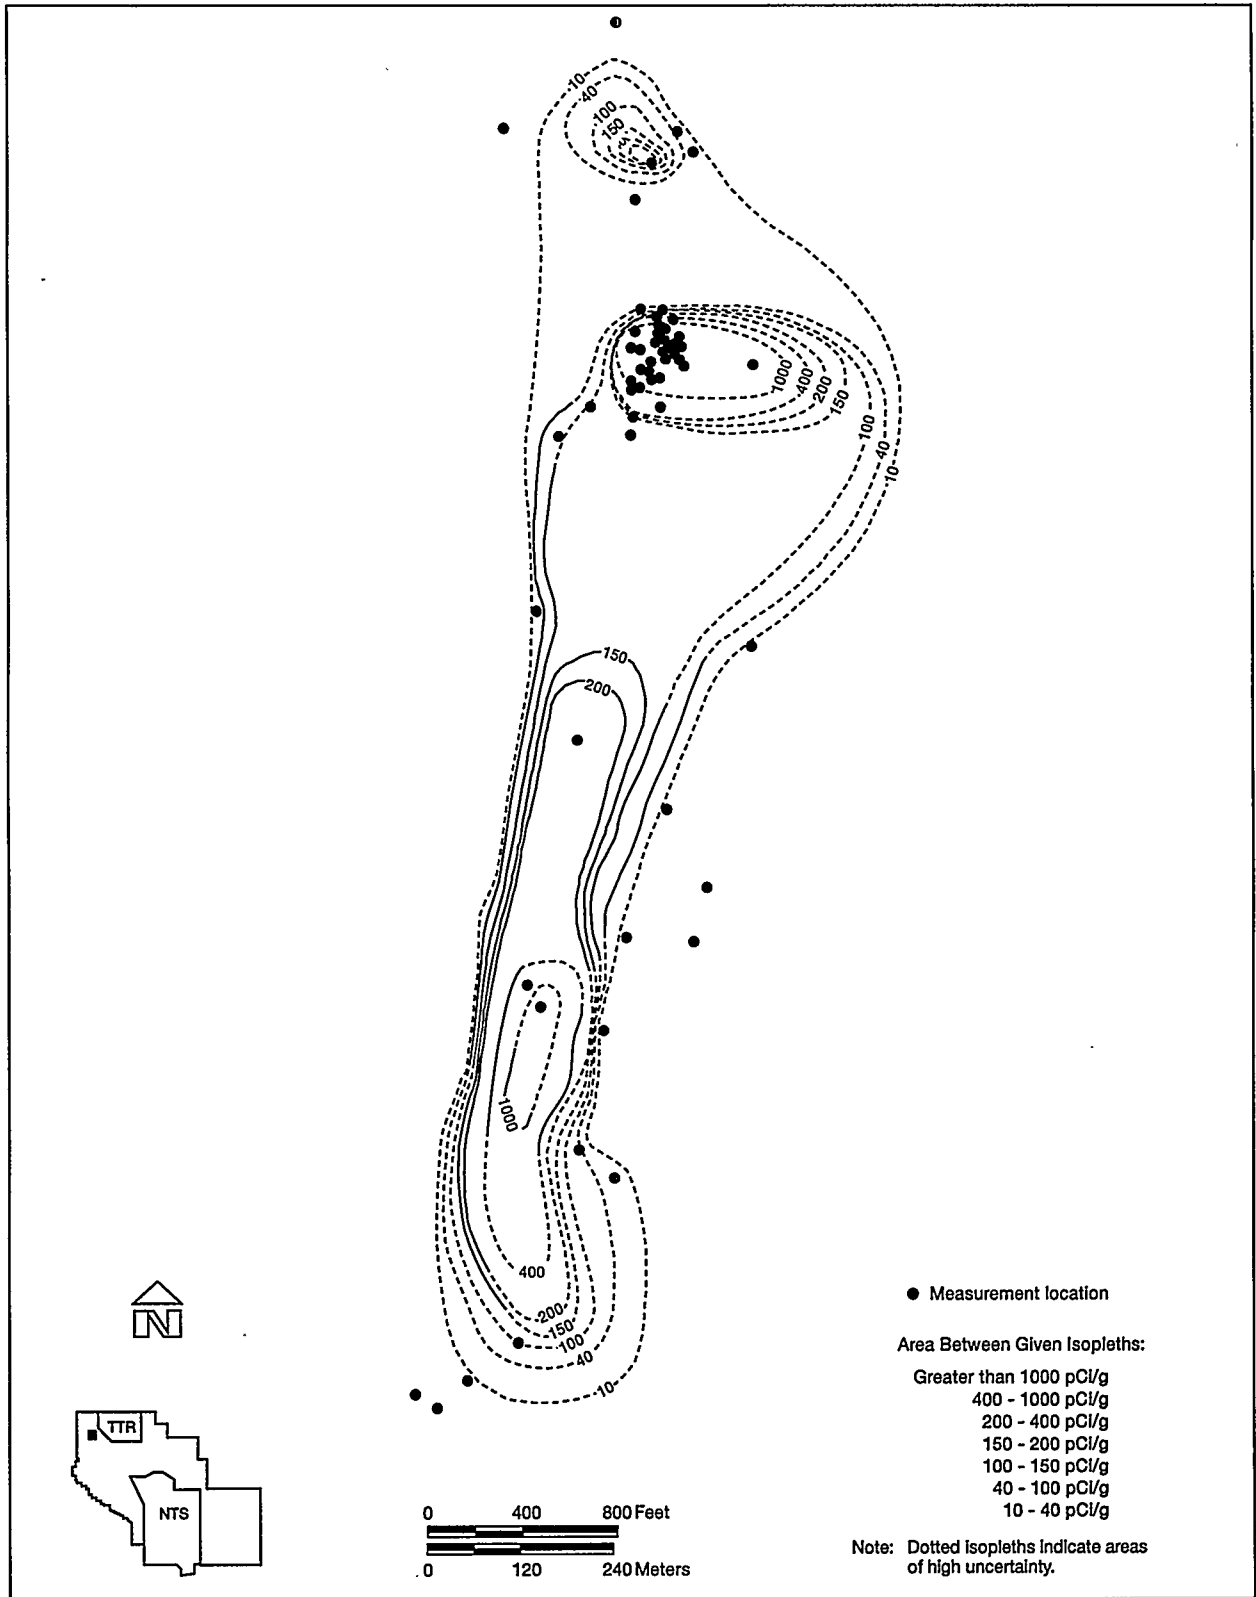 10
40
100
150
1000
400
200
150
100
40
10
150
200
1000
400
200
150
100
40
10
N
TTR
NTS
0 400 800 Feet
0 120 240 Meters
Measurement location
Area Between Given Isopleths:
Greater than 1000 pCi/g
400 - 1000 pCi/g
200 - 400 pCi/g
150 - 200 pCi/g
100 - 150 pCi/g
40 - 100 pCi/g
10 - 40 pCi/g
Note: Dotted isopleths indicate areas
of high uncertainty.